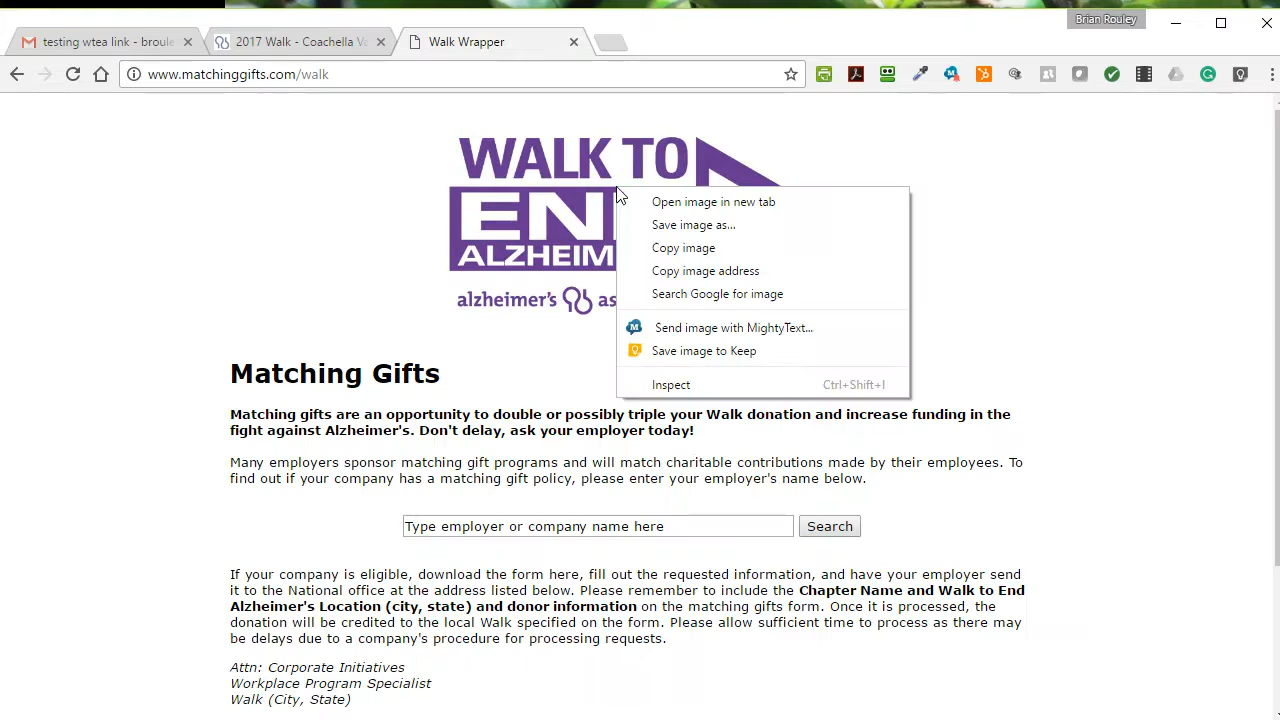 Brian Rouley
testing wtea link - broule
2017 Walk - Coachella Va
Walk Wrapper
www.matchinggifts.com/walk
WALK TO
EN
ALZHEIM
alzheimer's as
Open image in new tab
Save image as...
Copy image
Copy image address
Search Google for image
Send image with MightyText...
Save image to Keep
Inspect Ctrl+Shift+I
Matching Gifts
Matching gifts are an opportunity to double or possibly triple your Walk donation and increase funding in the
fight against Alzheimer's. Don't delay, ask your employer today!
Many employers sponsor matching gift programs and will match charitable contributions made by their employees. To
find out if your company has a matching gift policy, please enter your employer's name below.
Type employer or company name here
Search
If your company is eligible, download the form here, fill out the requested information, and have your employer send
it to the National office at the address listed below. Please remember to include the Chapter Name and Walk to End
Alzheimer's Location (city, state) and donor information on the matching gifts form. Once it is processed, the
donation will be credited to the local Walk specified on the form. Please allow sufficient time to process as there may
be delays due to a company's procedure for processing requests.
Attn: Corporate Initiatives
Workplace Program Specialist
Walk (City, State)